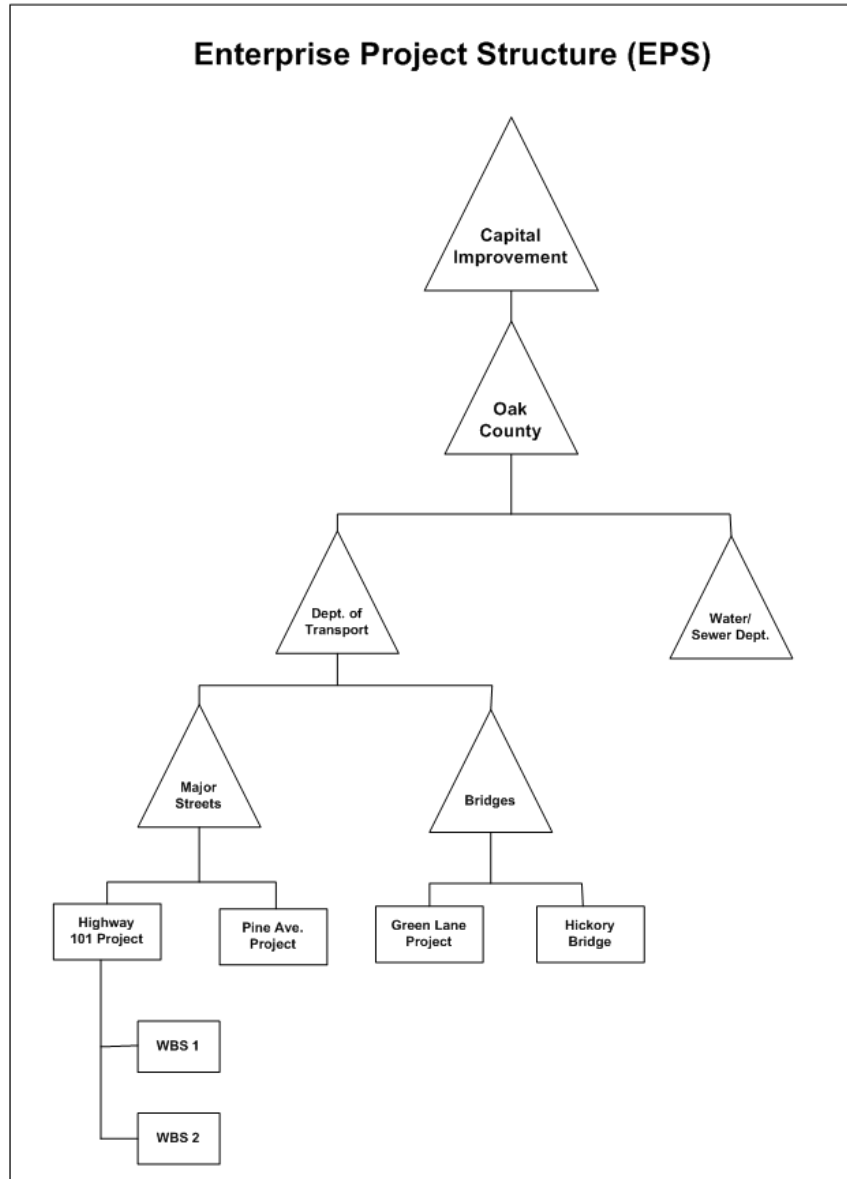 Enterprise Project Structure (EPS)
Capital
Improvement
Oak
County
Dept. of
Transport
Water/
Sewer Dept.
Major
Streets
Bridges
Highway
101 Project
Pine Ave.
Project
Green Lane
Project
Hickory
Bridge
WBS 1
WBS 2